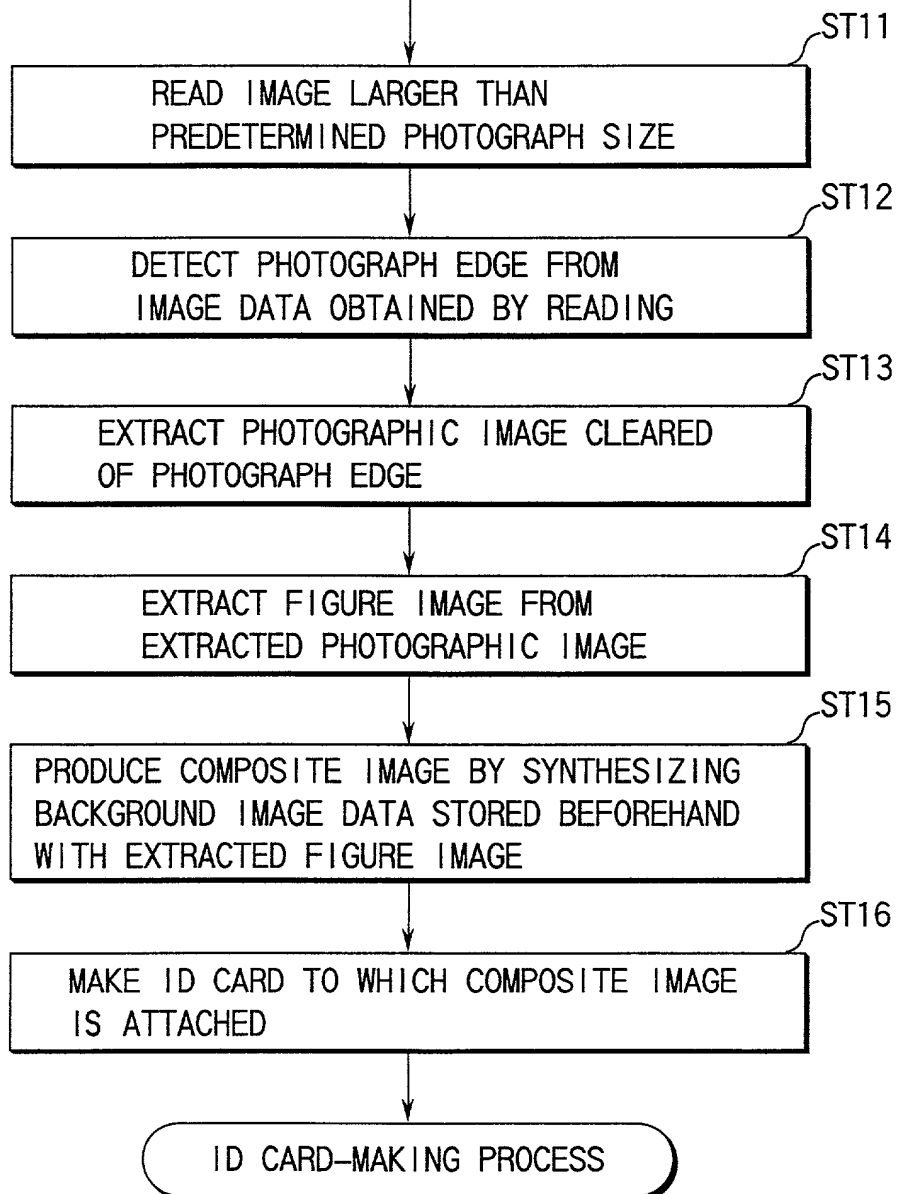 ST11
READ IMAGE LARGER THAN
PREDETERMINED PHOTOGRAPH SIZE
ST12
DETECT PHOTOGRAPH EDGE FROM
IMAGE DATA OBTAINED BY READING
ST13
EXTRACT PHOTOGRAPHIC IMAGE CLEARED
OF PHOTOGRAPH EDGE
ST14
EXTRACT FIGURE IMAGE FROM
EXTRACTED PHOTOGRAPHIC IMAGE
ST15
PRODUCE COMPOSITE IMAGE BY SYNTHESIZING
BACKGROUND IMAGE DATA STORED BEFOREHAND
WITH EXTRACTED FIGURE IMAGE
ST16
MAKE ID CARD TO WHICH COMPOSITE IMAGE
IS ATTACHED
ID CARD-MAKING PROCESS